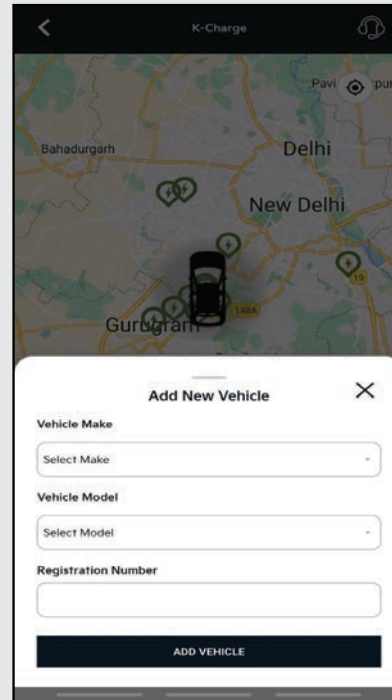 K-Charge
Bahadurgarh
Delhi
New Delhi
19
148A
Gurugram
Add New Vehicle
Vehicle Make
Select Make
Vehicle Model
Select Model
Registration Number
ADD VEHICLE